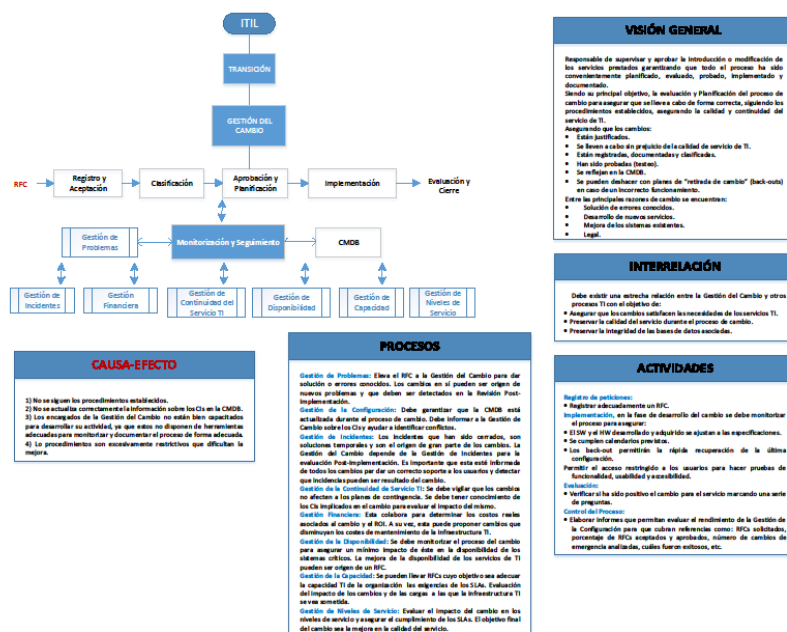 ITIL
TRANSICIÓN
GESTIÓN DEL
CAMBIO
RFC
Registro y
Aceptación
Clasificación
Aprobación y
Planificación
Implementación
Evaluación y
Cierre
Gestión de
Problemas
Monitorización y Seguimiento
CMDB
Gestión de
Incidentes
Gestión
Financiera
Gestión de
Continuidad del
Servicio TI
Gestión de
Disponibilidad
Gestión de
Capacidad
Gestión de
Niveles de
Servicio
VISIÓN GENERAL
Responsable de supervisar y aprobar la introducción o modificación de
los servicios prestados garantizando que todo el proceso ha sido
convenientemente planificado, evaluado, probado, implementado y
documentado.
Siendo su principal objetivo, la evaluación y Planificación del proceso de
cambio para asegurar que se lleve a cabo de forma correcta, siguiendo los
procedimientos establecidos, asegurando la calidad y continuidad del
servicio de TI.
Asegurando que los cambios:
• Están justificados.
• Se lleven a cabo sin prejuicio de la calidad de servicio de TI.
• Están registradas, documentadas y clasificadas.
• Han sido probadas (testeo).
• Se reflejan en la CMDB.
• Se pueden deshacer con planes de "retirada de cambio" (back-outs)
en caso de un incorrecto funcionamiento.
Entre las principales razones de cambio se encuentran:
• Solución de errores conocidos.
• Desarrollo de nuevos servicios.
• Mejora de los sistemas existentes.
• Legal.
INTERRELACIÓN
Debe existir una estrecha relación entre la Gestión del Cambio y otros
procesos TI con el objetivo de:
• Asegurar que los cambios satisfacen las necesidades de los servicios TI.
• Preservar la calidad del servicio durante el proceso de cambio.
• Preservar la integridad de las bases de datos asociadas.
CAUSA-EFECTO
1) No se siguen los procedimientos establecidos.
2) No se actualiza correctamente la información sobre los CIs en la CMDB.
3) Los encargados de la Gestión del Cambio no están bien capacitados
para desarrollar su actividad, ya que estos no disponen de herramientas
adecuadas para monitorizar y documentar el proceso de forma adecuada.
4) Lo procedimientos son excesivamente restrictivos que dificultan la
mejora.
PROCESOS
Gestión de Problemas: Eleva el RFC a la Gestión del Cambio para dar
solución o errores conocidos. Los cambios en sí pueden ser origen de
nuevos problemas y que deben ser detectados en la Revisión Post-
Implementación.
Gestión de la Configuración: Debe garantizar que la CMDB está
actualizada durante el proceso de cambio. Debe informar a la Gestión de
Cambio sobre los CIs y ayudar a identificar conflictos.
Gestión de Incidentes: Los Incidentes que han sido cerrados, son
soluciones temporales y son el origen de gran parte de los cambios. La
Gestión del Cambio depende de la Gestión de Incidentes para la
evaluación Post-Implementación. Es importante que esta esté informada
de todos los cambios par dar un correcto soporte a los usuarios y detectar
que incidencias pueden ser resultado del cambio.
Gestión de la Continuidad de Servicio TI: Se debe vigilar que los cambios
no afecten a los planes de contingencia. Se debe tener conocimiento de
los CIs implicados en el cambio para evaluar el impacto del mismo.
Gestión Financiera: Esta colabora para determinar los costos reales
asociados al cambio y el ROI. A su vez, esta puede proponer cambios que
disminuyan los costes de mantenimiento de la infraestructura TI.
Gestión de la Disponibilidad: Se debe monitorizar el proceso del cambio
para asegurar un mínimo impacto de éste en la disponibilidad de los
sistemas críticos. La mejora de la disponibilidad de los servicios de TI
pueden ser origen de un RFC.
Gestión de la Capacidad: Se pueden llevar RFCs cuyo objetivo sea adecuar
la capacidad TI de la organización las exigencias de los SLAs. Evaluación
del impacto de los cambios y de las cargas a las que la infraestructura TI
se vea sometida.
Gestión de Niveles de Servicio: Evaluar el impacto del cambio en los
niveles de servicio y asegurar el cumplimiento de los SLAs. El objetivo final
del cambio sea la mejora en la calidad del servicio.
ACTIVIDADES
Registro de peticiones:
• Registrar adecuadamente un RFC.
Implementación, en la fase de desarrollo del cambio se debe monitorizar
el proceso para asegurar:
• El SW y el HW desarrollado y adquirido se ajustan a las especificaciones.
• Se cumplen calendarios previstos.
• Los back-out permitirán la rápida recuperación de la última
configuración.
Permitir el acceso restringido a los usuarios para hacer pruebas de
funcionalidad, usabilidad y accesibilidad.
Evaluación:
• Verificar si ha sido positivo el cambio para el servicio marcando una serie
de preguntas.
Control del Proceso:
• Elaborar informes que permitan evaluar el rendimiento de la Gestión de
la Configuración para que cubran referencias como: RFCs solicitados,
porcentaje de RFCs aceptados y aprobados, número de cambios de
emergencia analizadas, cuáles fueron exitosos, etc.